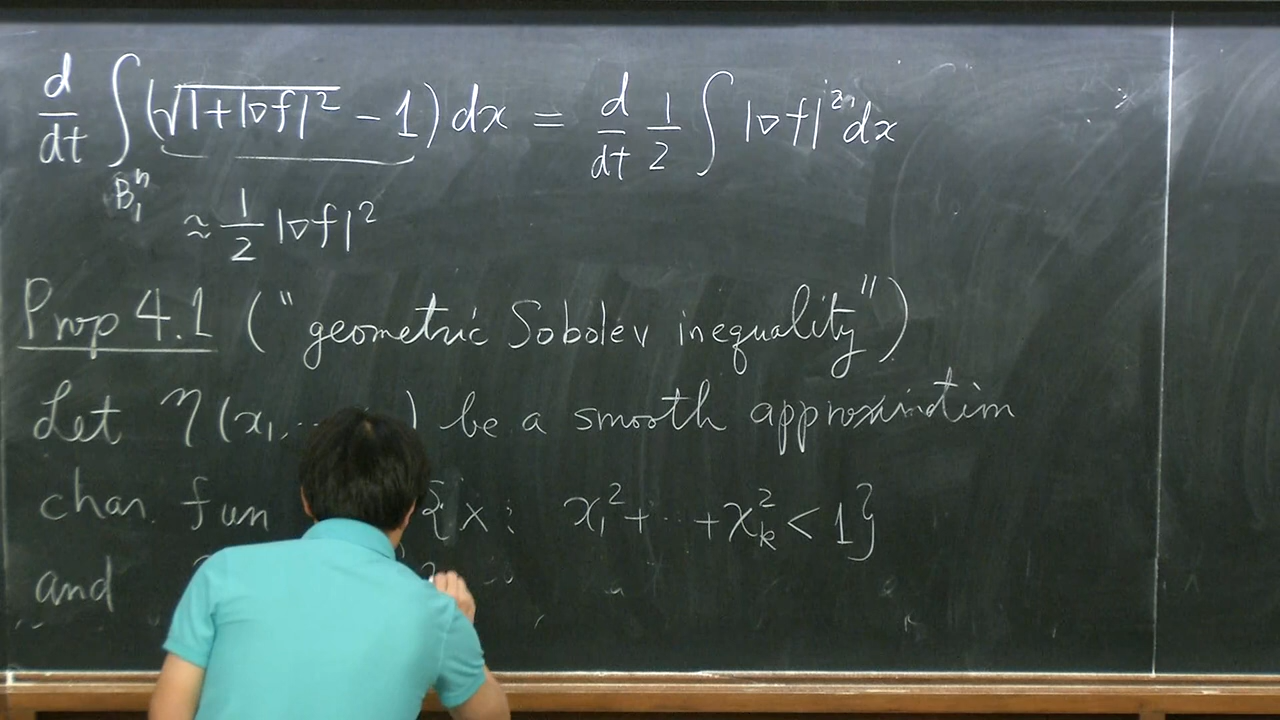 d/dt ∫_{B_1^n} (√(1+|∇f|²) - 1) dx = d/dt 1/2 ∫ |∇f|² dx
≈ 1/2 |∇f|²
Prop 4.1 ("geometric Sobolev inequality")
Let η(x₁, ... ) be a smooth approximation
char. fun {x : x₁² + ... + x_k² < 1}
and